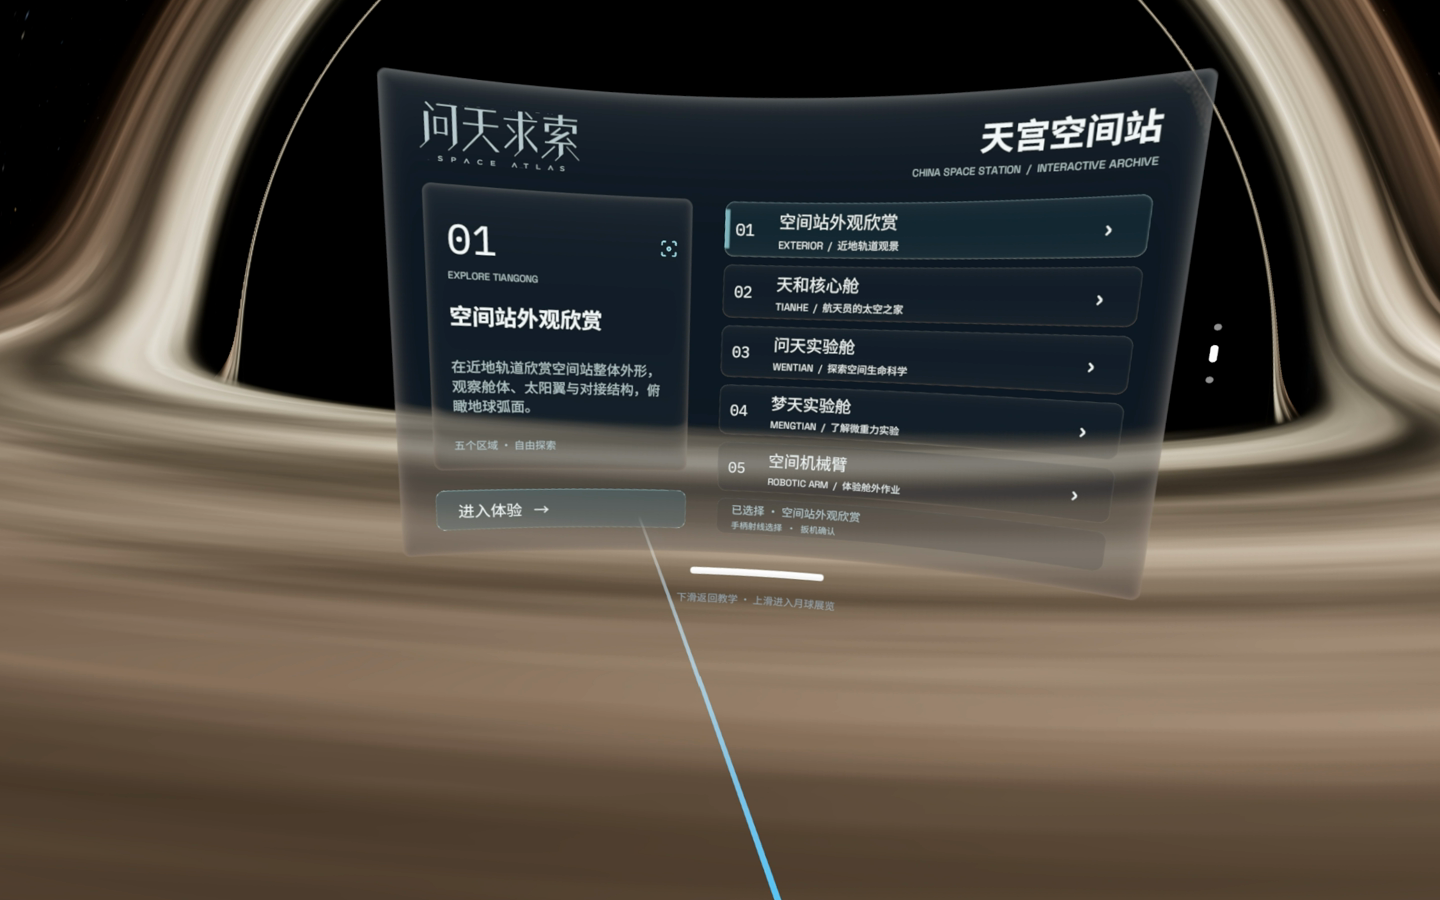 问天求索
SPACE ATLAS
天宫空间站
CHINA SPACE STATION / INTERACTIVE ARCHIVE
01
EXPLORE TIANGONG
空间站外观欣赏
在近地轨道欣赏空间站整体外形，
观察舱体、太阳翼与对接结构，俯
瞰地球弧面。
五个区域 · 自由探索
进入体验 →
01 空间站外观欣赏 ›
EXTERIOR / 近地轨道观景
02 天和核心舱 ›
TIANHE / 航天员的太空之家
03 问天实验舱 ›
WENTIAN / 探索空间生命科学
04 梦天实验舱 ›
MENGTIAN / 了解微重力实验
05 空间机械臂 ›
ROBOTIC ARM / 体验舱外作业
已选择 · 空间站外观欣赏
手柄射线选择 · 扳机确认
下滑返回教学 · 上滑进入月球展览